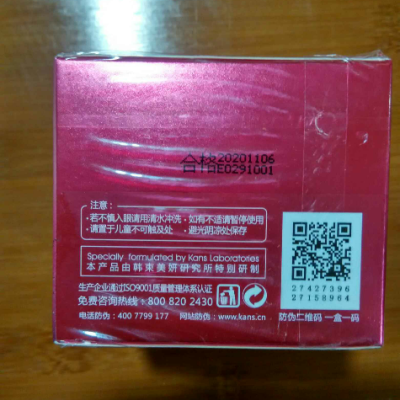 合格20201106
E0291001
注意：
·若不慎入眼请用清水冲洗 ·如有不适请暂停使用
·请置于儿童不可触及处 ·避光阴凉处保存
Specially formulated by Kans Laboratories
本产品由韩束美妍研究所特别研制
生产企业通过ISO9001质量管理体系认证
免费咨询热线：800 820 2430
电话防伪：400 7799 177 网站防伪：www.kans.cn
27427396
27158964
防伪二维码 一盒一码